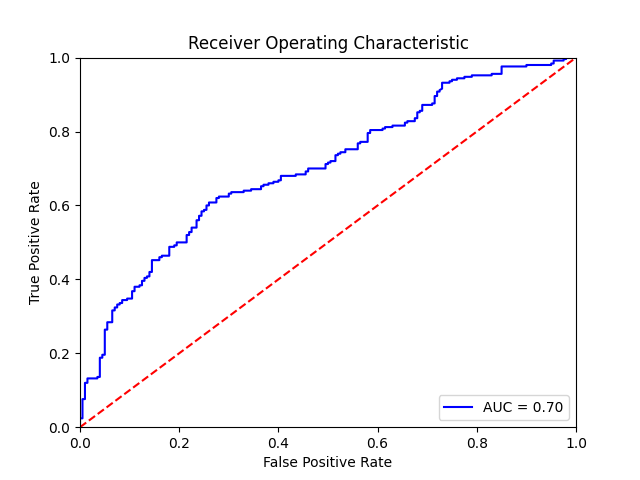 Receiver Operating Characteristic
1.0
0.8
0.6
0.4
0.2
0.0
True Positive Rate
AUC = 0.70
0.0 0.2 0.4 0.6 0.8 1.0
False Positive Rate